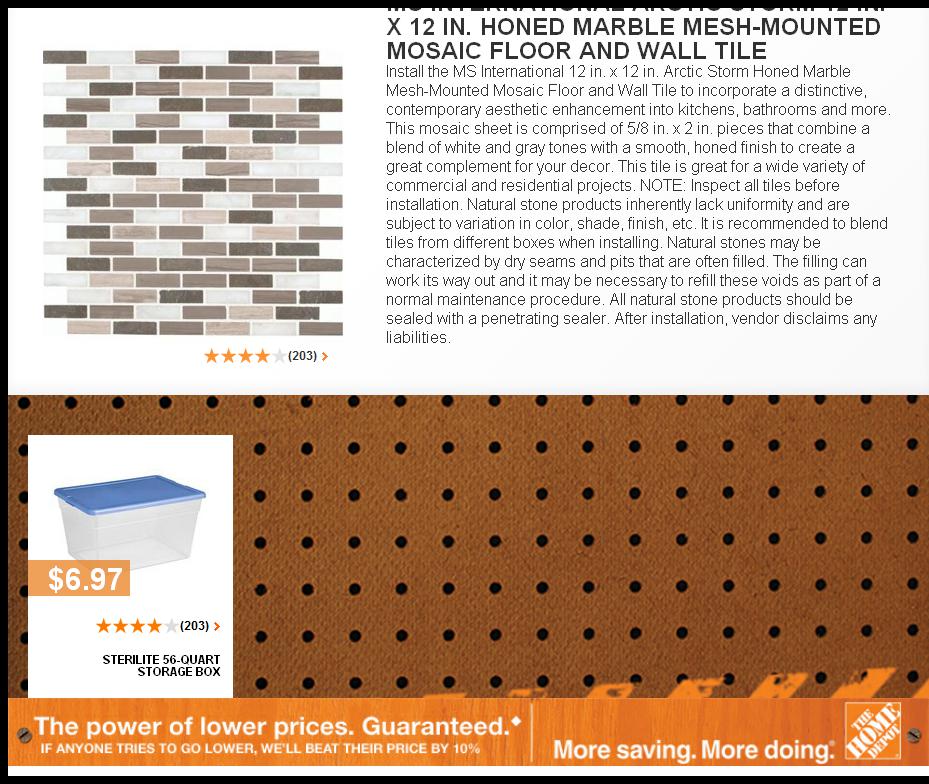 MS INTERNATIONAL ARCTIC STORM 12 IN.
X 12 IN. HONED MARBLE MESH-MOUNTED
MOSAIC FLOOR AND WALL TILE
Install the MS International 12 in. x 12 in. Arctic Storm Honed Marble
Mesh-Mounted Mosaic Floor and Wall Tile to incorporate a distinctive,
contemporary aesthetic enhancement into kitchens, bathrooms and more.
This mosaic sheet is comprised of 5/8 in. x 2 in. pieces that combine a
blend of white and gray tones with a smooth, honed finish to create a
great complement for your decor. This tile is great for a wide variety of
commercial and residential projects. NOTE: Inspect all tiles before
installation. Natural stone products inherently lack uniformity and are
subject to variation in color, shade, finish, etc. It is recommended to blend
tiles from different boxes when installing. Natural stones may be
characterized by dry seams and pits that are often filled. The filling can
work its way out and it may be necessary to refill these voids as part of a
normal maintenance procedure. All natural stone products should be
sealed with a penetrating sealer. After installation, vendor disclaims any
liabilities.
(203)
$6.97
(203)
STERILITE 56-QUART
STORAGE BOX
The power of lower prices. Guaranteed.
IF ANYONE TRIES TO GO LOWER, WE'LL BEAT THEIR PRICE BY 10%
More saving. More doing.
THE
HOME
DEPOT